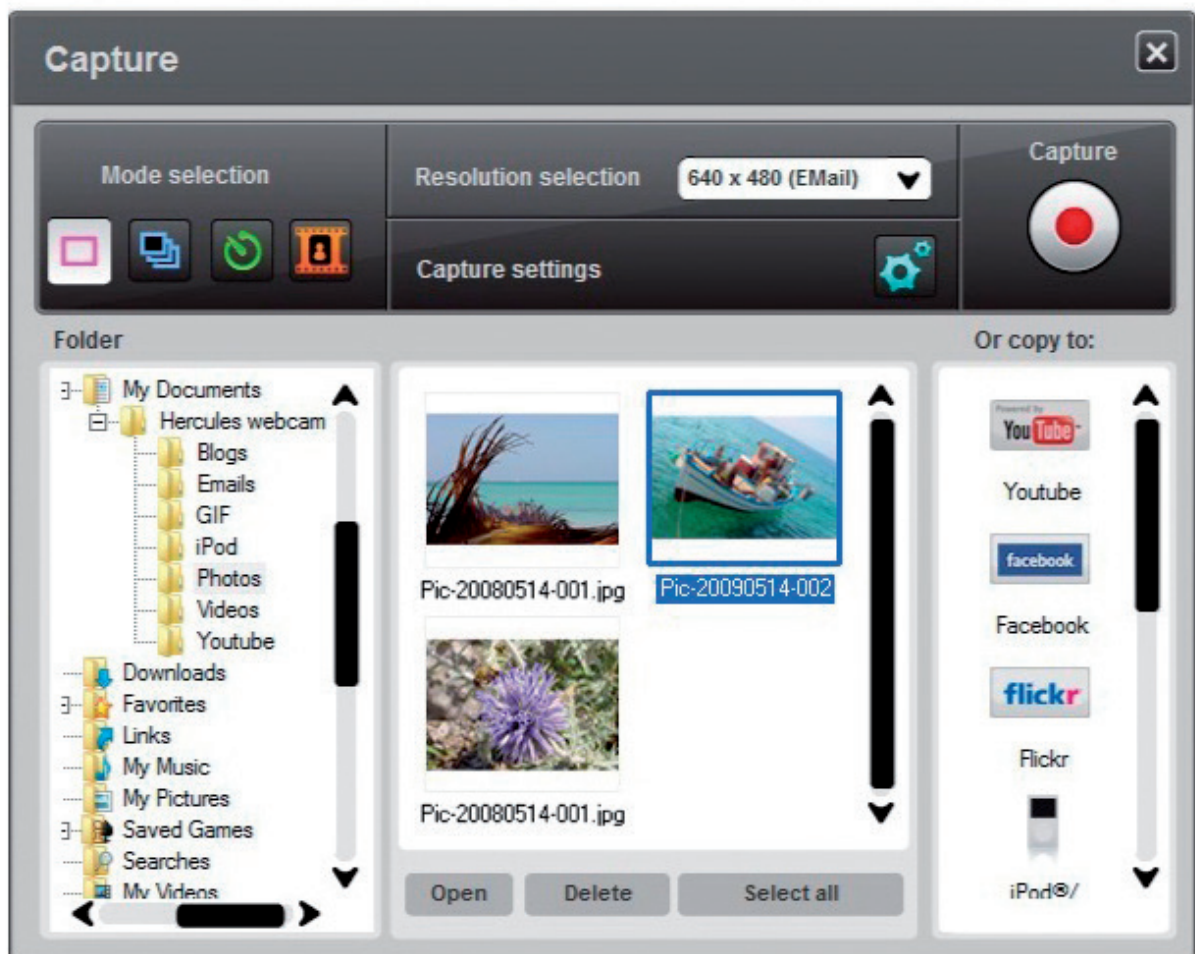 Capture
Mode selection
Resolution selection
640 x 480 (EMail)
Capture
Capture settings
Folder
Or copy to:
My Documents
Hercules webcam
Blogs
Emails
GIF
iPod
Photos
Videos
Youtube
Downloads
Favorites
Links
My Music
My Pictures
Saved Games
Searches
My Videos
Pic-20080514-001.jpg
Pic-20090514-002
Pic-20080514-001.jpg
Open
Delete
Select all
Powered by
YouTube
Youtube
facebook
Facebook
flickr
Flickr
iPod®/